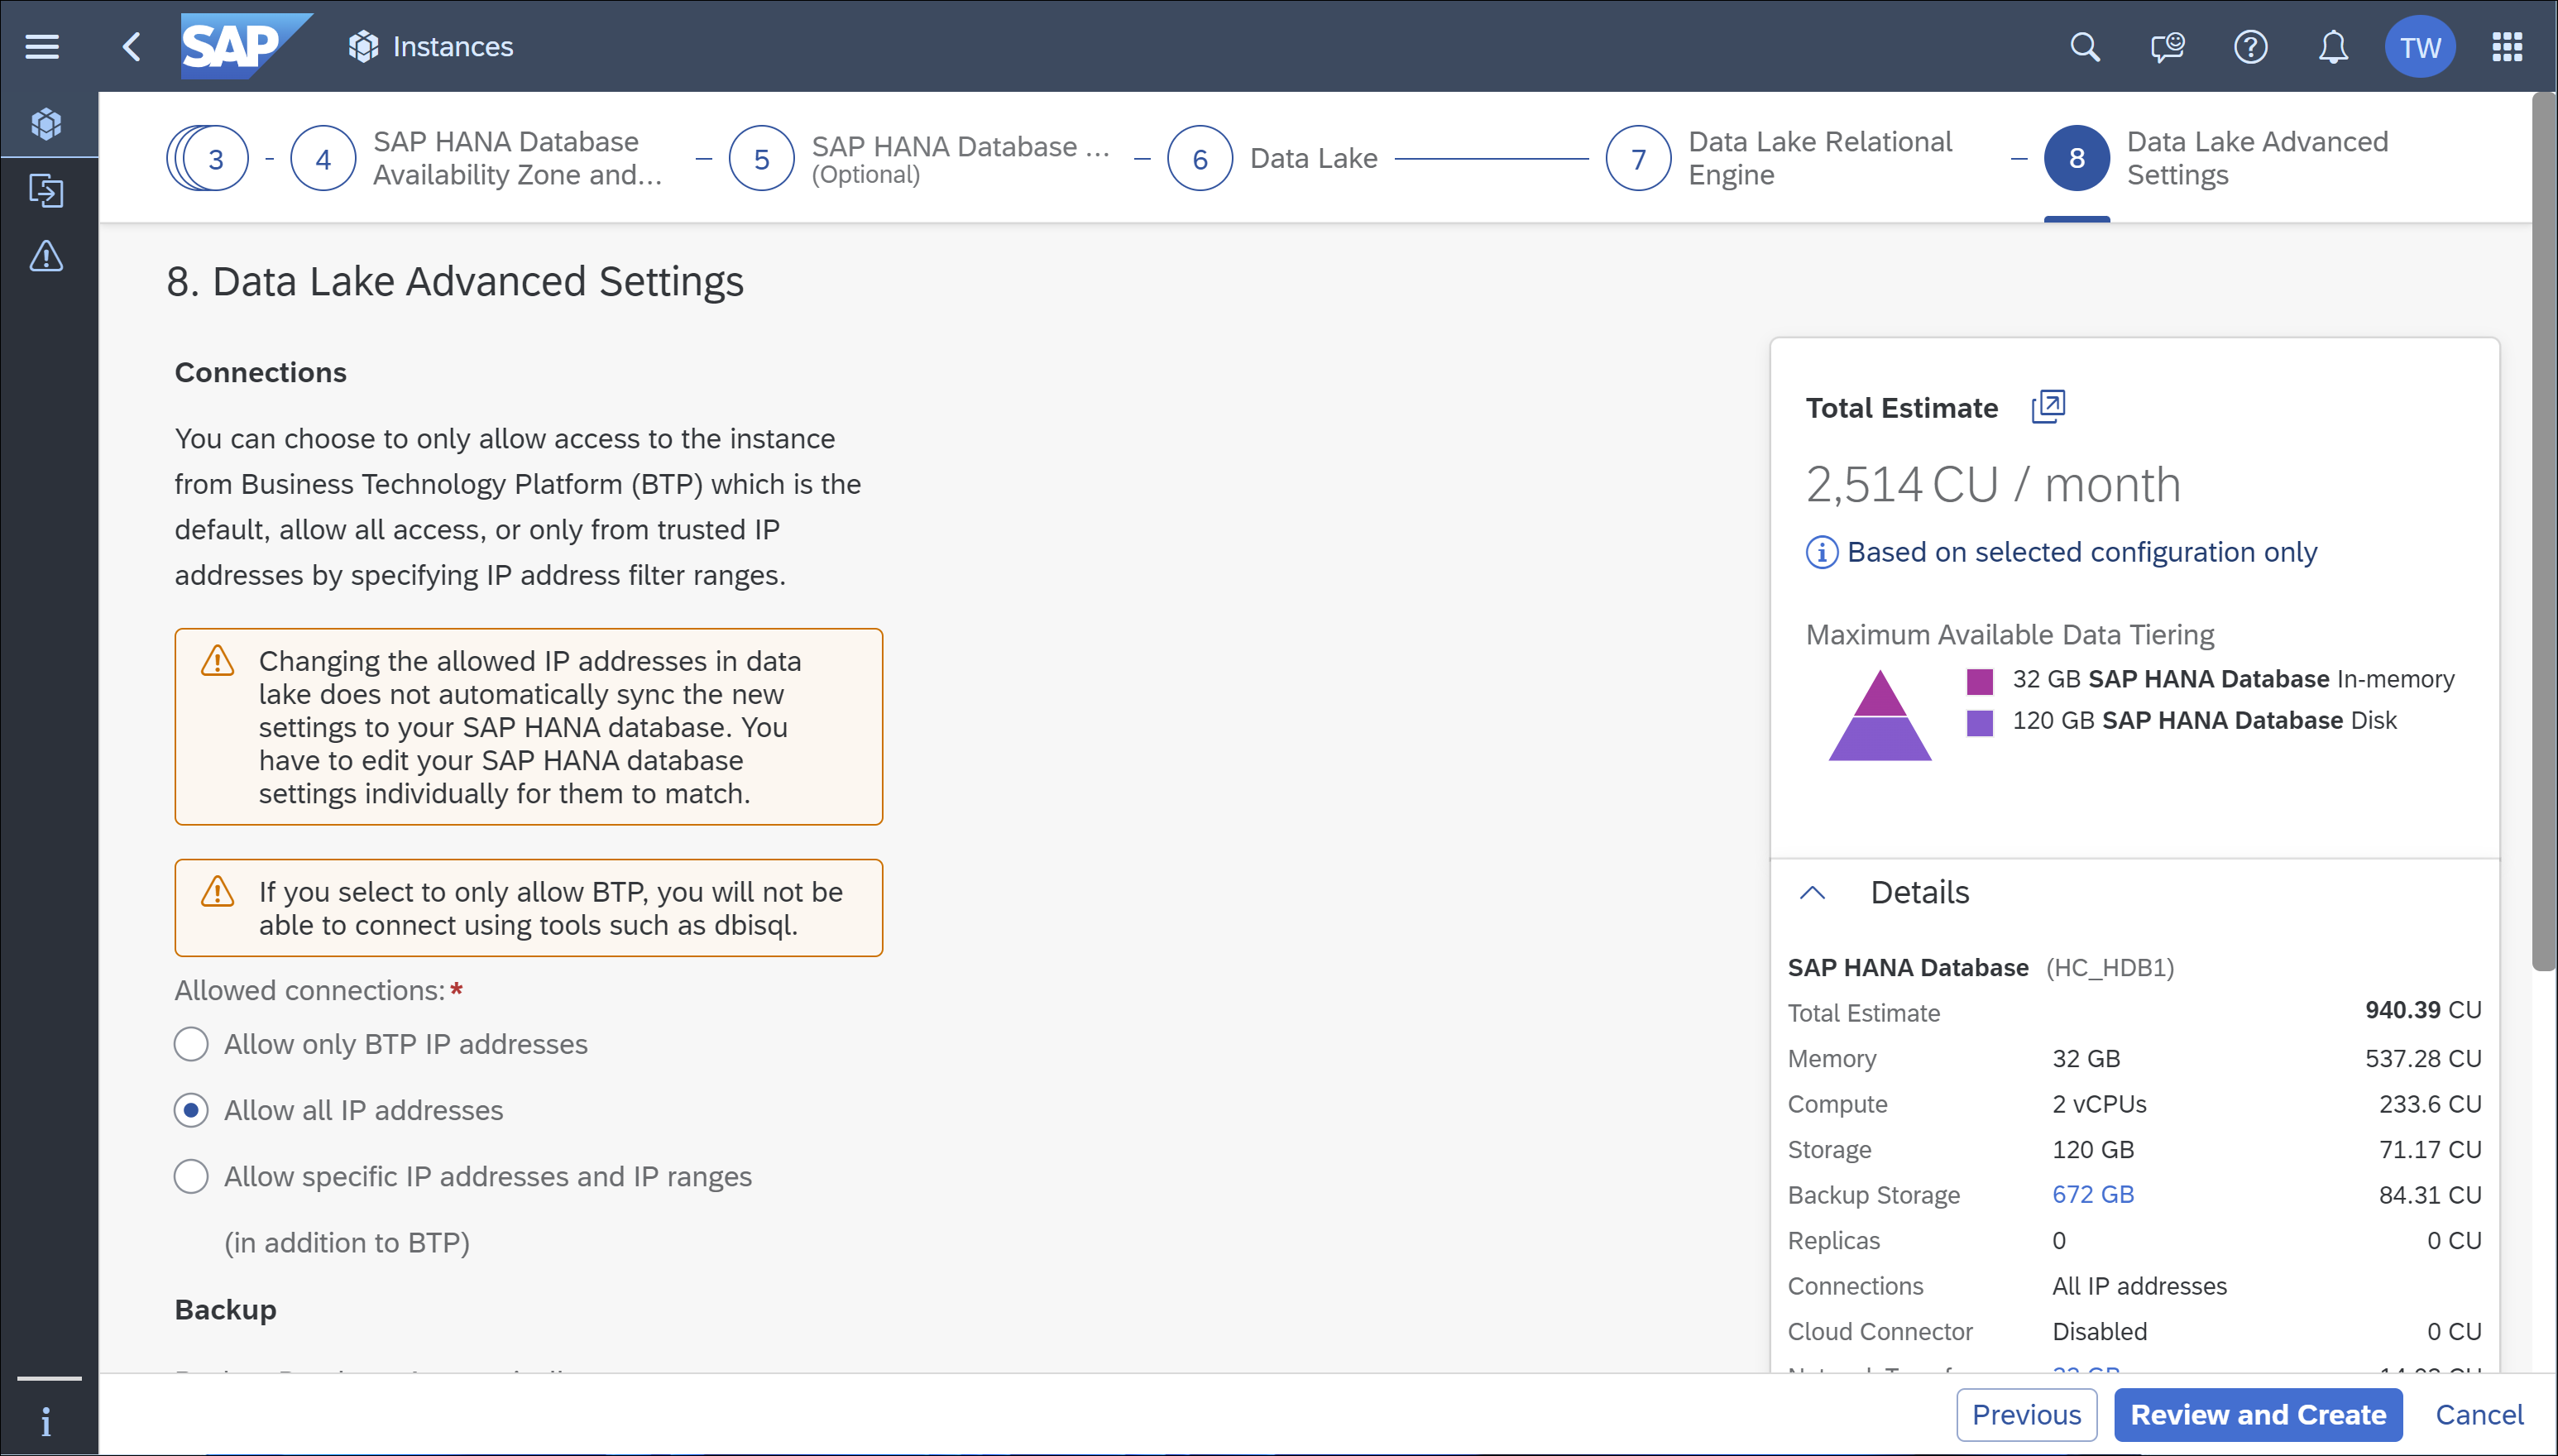 SAP Instances TW
3 4 SAP HANA Database
Availability Zone and...
5 SAP HANA Database ...
(Optional)
6 Data Lake
7 Data Lake Relational
Engine
8 Data Lake Advanced
Settings
8. Data Lake Advanced Settings
Connections
You can choose to only allow access to the instance
from Business Technology Platform (BTP) which is the
default, allow all access, or only from trusted IP
addresses by specifying IP address filter ranges.
Changing the allowed IP addresses in data
lake does not automatically sync the new
settings to your SAP HANA database. You
have to edit your SAP HANA database
settings individually for them to match.
If you select to only allow BTP, you will not be
able to connect using tools such as dbisql.
Allowed connections: *
Allow only BTP IP addresses
Allow all IP addresses
Allow specific IP addresses and IP ranges
(in addition to BTP)
Backup
Total Estimate
2,514 CU / month
Based on selected configuration only
Maximum Available Data Tiering
32 GB SAP HANA Database In-memory
120 GB SAP HANA Database Disk
Details
SAP HANA Database (HC_HDB1)
Total Estimate 940.39 CU
Memory 32 GB 537.28 CU
Compute 2 vCPUs 233.6 CU
Storage 120 GB 71.17 CU
Backup Storage 672 GB 84.31 CU
Replicas 0 0 CU
Connections All IP addresses
Cloud Connector Disabled 0 CU
Previous Review and Create Cancel